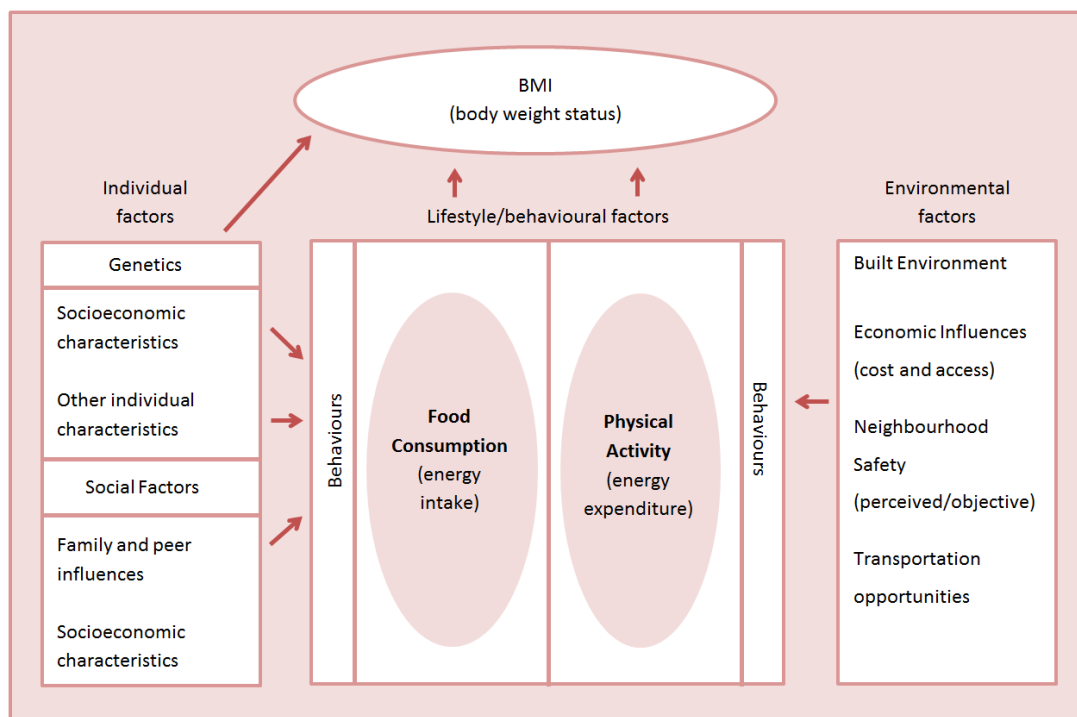 BMI
(body weight status)
Individual
factors
Lifestyle/behavioural factors
Environmental
factors
Genetics
Socioeconomic
characteristics
Other individual
characteristics
Social Factors
Family and peer
influences
Socioeconomic
characteristics
Behaviours
Food
Consumption
(energy
intake)
Physical
Activity
(energy
expenditure)
Behaviours
Built Environment
Economic Influences
(cost and access)
Neighbourhood
Safety
(perceived/objective)
Transportation
opportunities